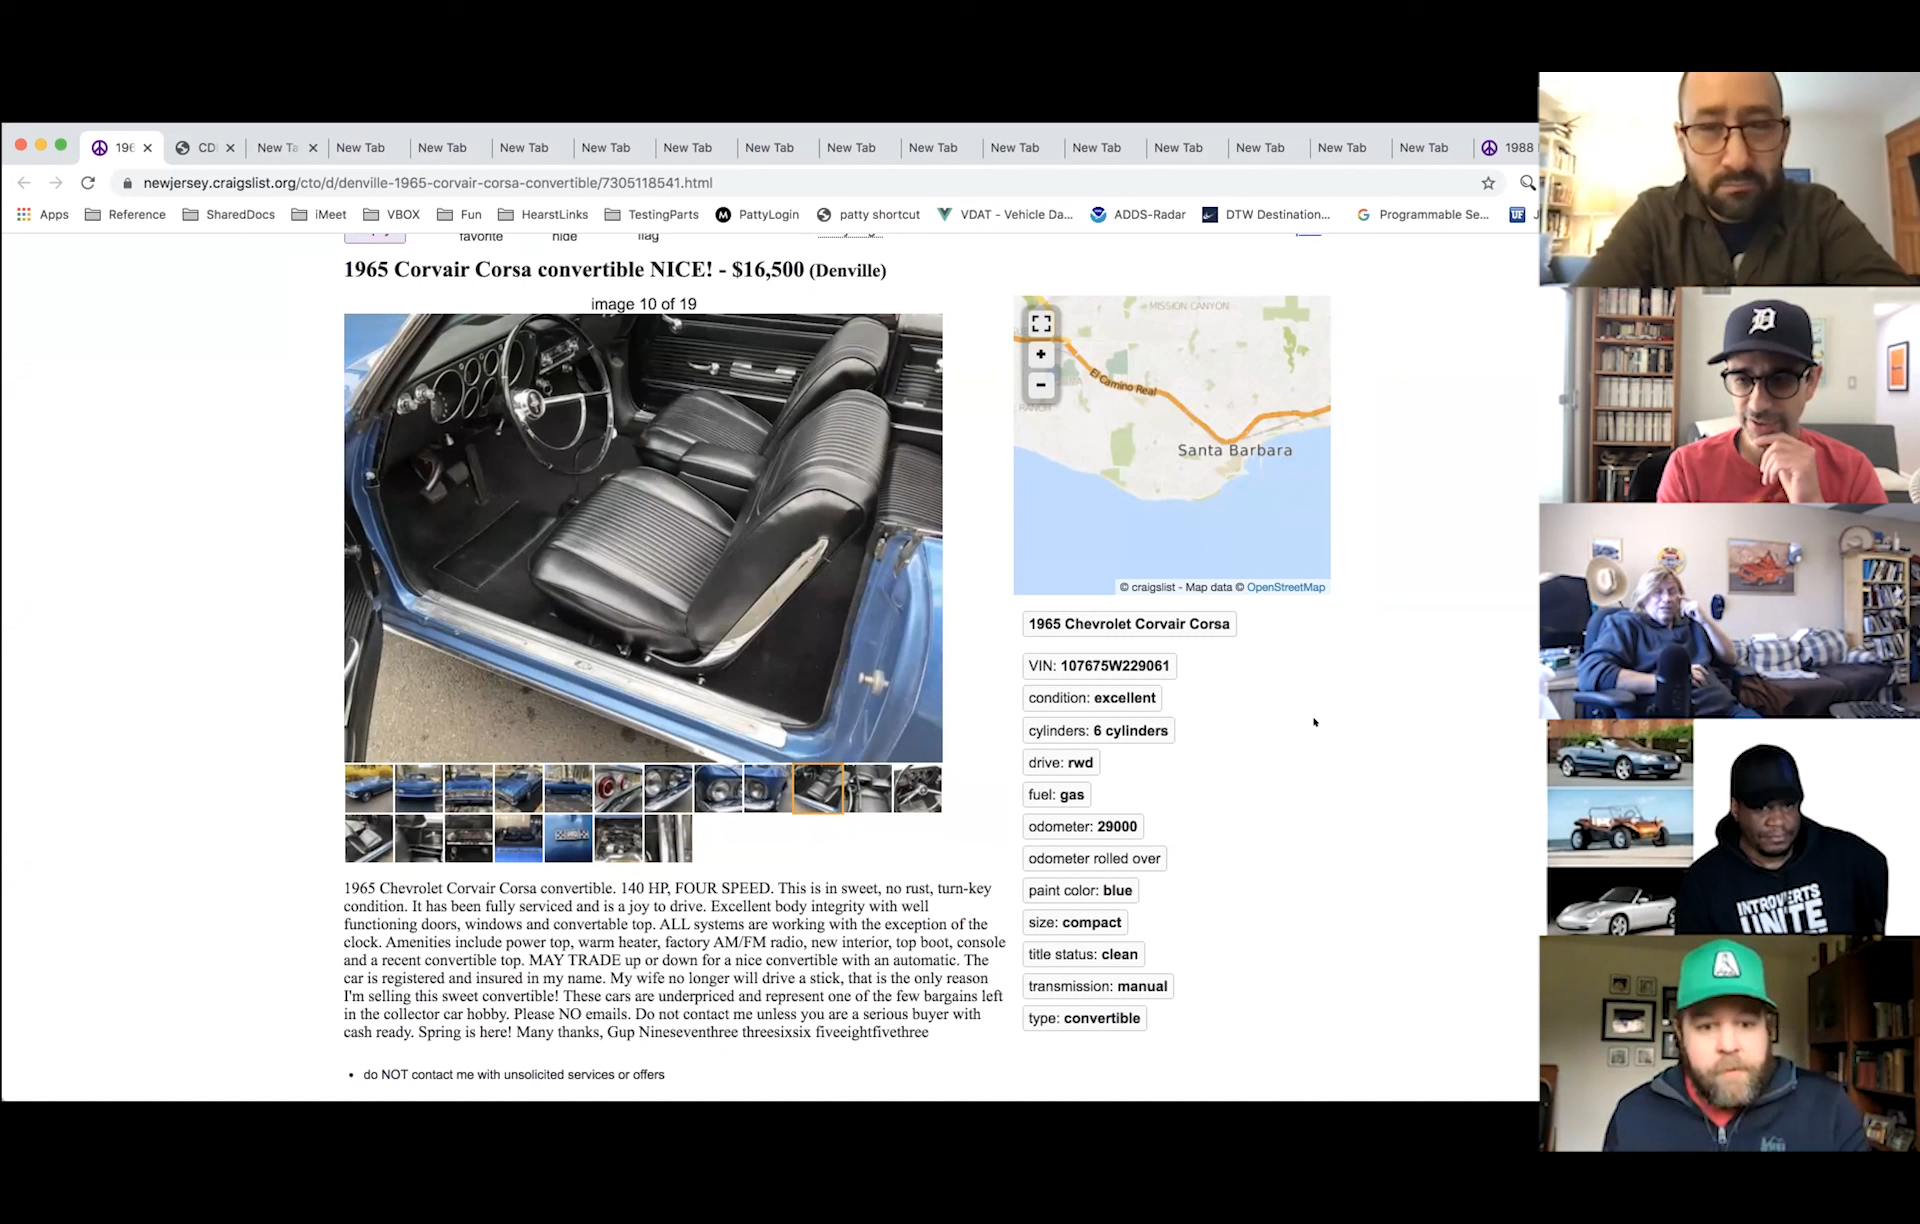 196
CD
New Ta
New Tab
New Tab
New Tab
New Tab
New Tab
New Tab
New Tab
New Tab
New Tab
New Tab
New Tab
New Tab
New Tab
New Tab
1988
newjersey.craigslist.org/cto/d/denville-1965-corvair-corsa-convertible/7305118541.html
Apps
Reference
SharedDocs
iMeet
VBOX
Fun
HearstLinks
TestingParts
PattyLogin
patty shortcut
VDAT - Vehicle Da...
ADDS-Radar
DTW Destination...
Programmable Se...
UF
J
favorite
hide
flag
1965 Corvair Corsa convertible NICE! - $16,500 (Denville)
image 10 of 19
MISSION CANYON
El Camino Real
RANCH
Santa Barbara
© craigslist - Map data © OpenStreetMap
1965 Chevrolet Corvair Corsa
VIN: 107675W229061
condition: excellent
cylinders: 6 cylinders
drive: rwd
fuel: gas
odometer: 29000
odometer rolled over
paint color: blue
size: compact
title status: clean
transmission: manual
type: convertible
1965 Chevrolet Corvair Corsa convertible. 140 HP, FOUR SPEED. This is in sweet, no rust, turn-key
condition. It has been fully serviced and is a joy to drive. Excellent body integrity with well
functioning doors, windows and convertable top. ALL systems are working with the exception of the
clock. Amenities include power top, warm heater, factory AM/FM radio, new interior, top boot, console
and a recent convertible top. MAY TRADE up or down for a nice convertible with an automatic. The
car is registered and insured in my name. My wife no longer will drive a stick, that is the only reason
I'm selling this sweet convertible! These cars are underpriced and represent one of the few bargains left
in the collector car hobby. Please NO emails. Do not contact me unless you are a serious buyer with
cash ready. Spring is here! Many thanks, Gup Nineseventhree threesixsix fiveeightfivethree
• do NOT contact me with unsolicited services or offers
INTROVERTS
UNITE